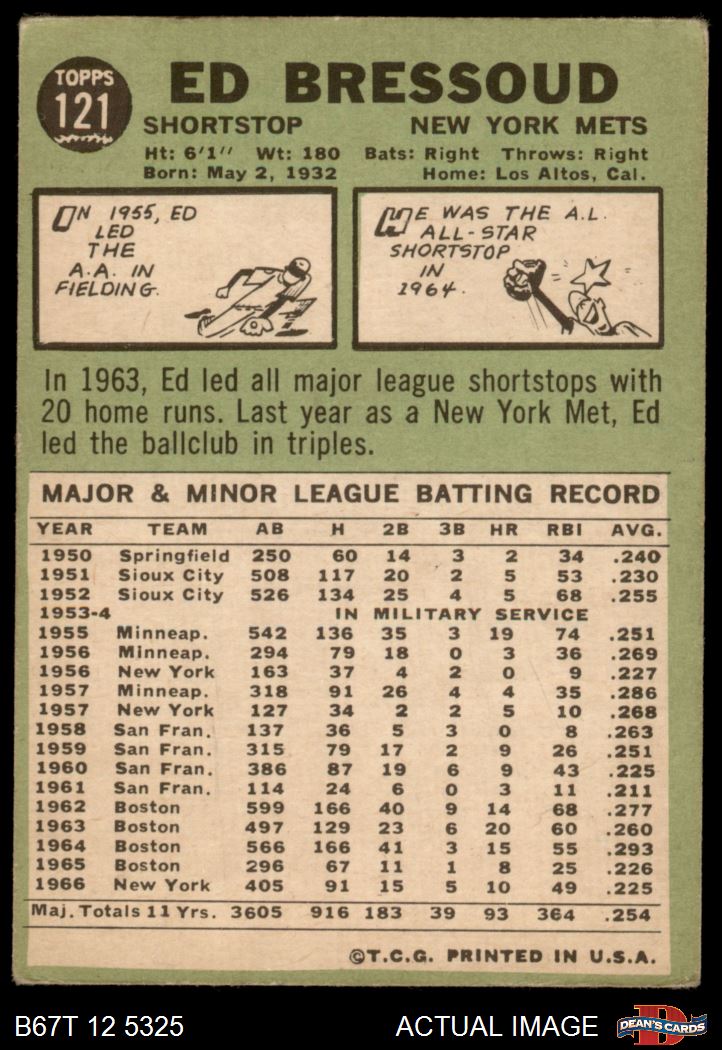 TOPPS
121
ED BRESSOUD
SHORTSTOP NEW YORK METS
Ht: 6'1" Wt: 180 Bats: Right Throws: Right
Born: May 2, 1932 Home: Los Altos, Cal.
ON 1955, ED
LED
THE
A.A. IN
FIELDING.
HE WAS THE A.L.
ALL-STAR
SHORTSTOP
IN
1964.
In 1963, Ed led all major league shortstops with
20 home runs. Last year as a New York Met, Ed
led the ballclub in triples.
MAJOR & MINOR LEAGUE BATTING RECORD
YEAR TEAM AB H 2B 3B HR RBI AVG.
1950 Springfield 250 60 14 3 2 34 .240
1951 Sioux City 508 117 20 2 5 53 .230
1952 Sioux City 526 134 25 4 5 68 .255
1953-4 IN MILITARY SERVICE
1955 Minneap. 542 136 35 3 19 74 .251
1956 Minneap. 294 79 18 0 3 36 .269
1956 New York 163 37 4 2 0 9 .227
1957 Minneap. 318 91 26 4 4 35 .286
1957 New York 127 34 2 2 5 10 .268
1958 San Fran. 137 36 5 3 0 8 .263
1959 San Fran. 315 79 17 2 9 26 .251
1960 San Fran. 386 87 19 6 9 43 .225
1961 San Fran. 114 24 6 0 3 11 .211
1962 Boston 599 166 40 9 14 68 .277
1963 Boston 497 129 23 6 20 60 .260
1964 Boston 566 166 41 3 15 55 .293
1965 Boston 296 67 11 1 8 25 .226
1966 New York 405 91 15 5 10 49 .225
Maj. Totals 11 Yrs. 3605 916 183 39 93 364 .254
©T.C.G. PRINTED IN U.S.A.
B67T 12 5325 ACTUAL IMAGE
D
DEAN'S CARDS